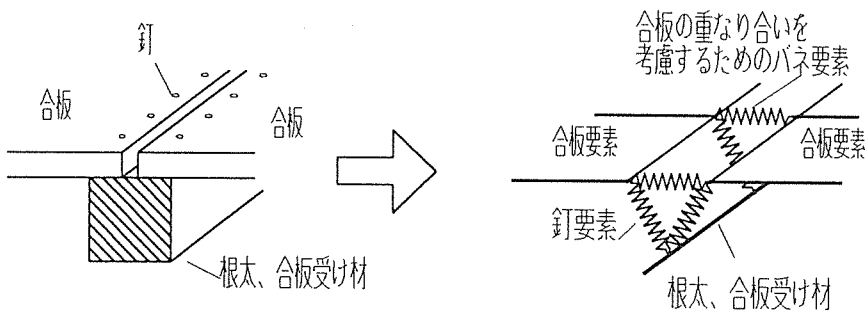 釘
合板
合板
根太、合板受け材
合板の重なり合いを
考慮するためのバネ要素
合板要素
合板要素
釘要素
根太、合板受け材